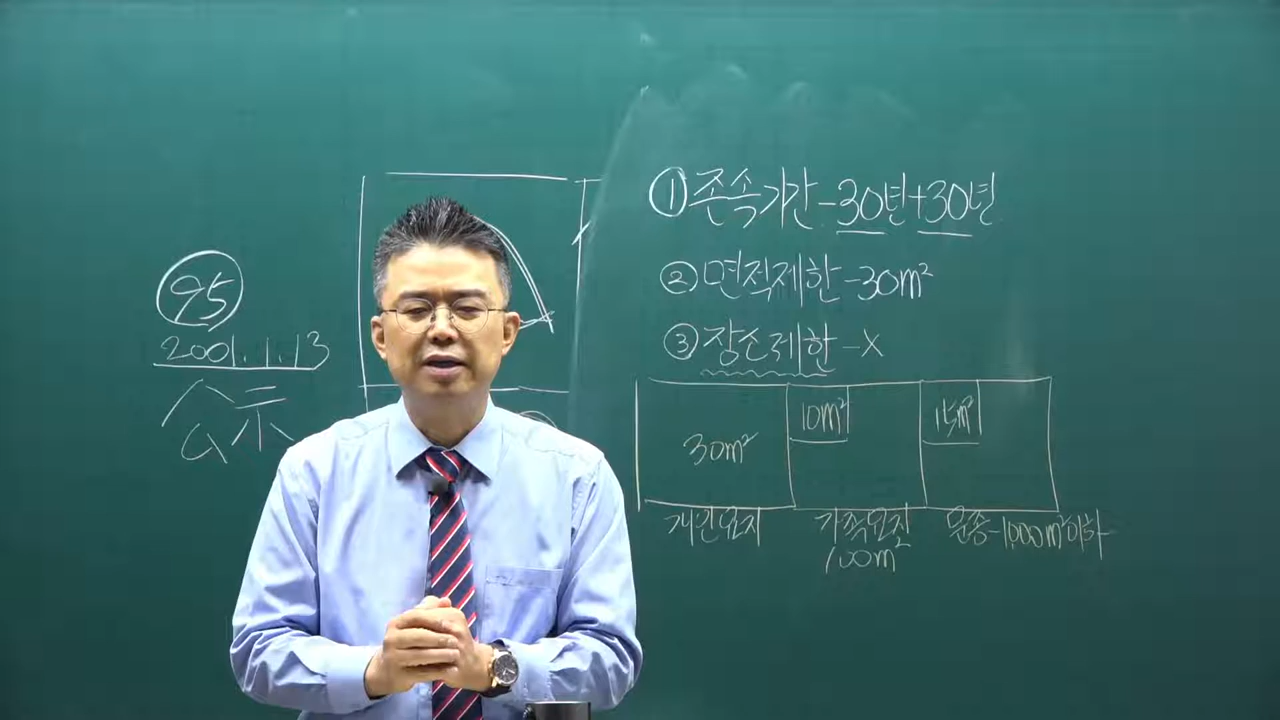 95
2001.1.13
公示
①존속기간-30년+30년
②면적제한-30m²
③장소제한-X
30m²
10m²
15m²
개인묘지
가족묘지
100m²
문중-1,000m²이하